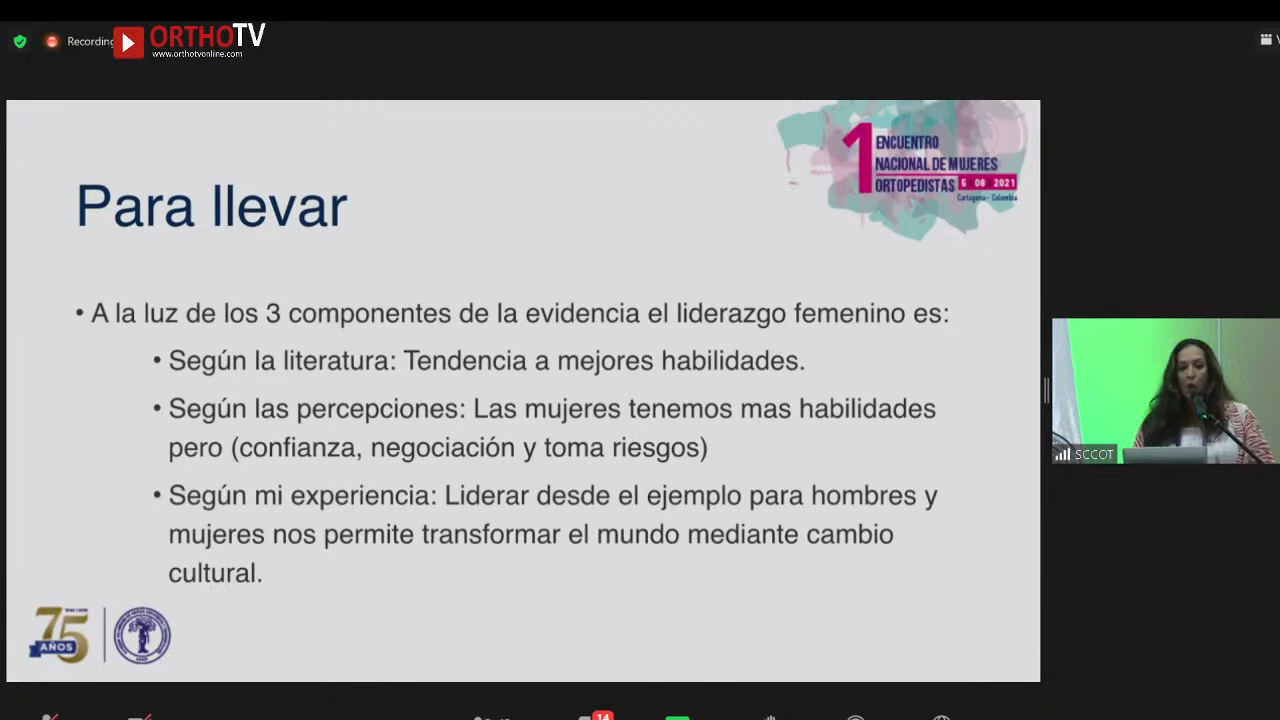 Recording
ORTHOTV
www.orthotvonline.com
1 ENCUENTRO
NACIONAL DE MUJERES
ORTOPEDISTAS 5 08 2021
Cartagena - Colombia
Para llevar
• A la luz de los 3 componentes de la evidencia el liderazgo femenino es:
• Según la literatura: Tendencia a mejores habilidades.
• Según las percepciones: Las mujeres tenemos mas habilidades
pero (confianza, negociación y toma riesgos)
• Según mi experiencia: Liderar desde el ejemplo para hombres y
mujeres nos permite transformar el mundo mediante cambio
cultural.
SCCOT
75
AÑOS
14